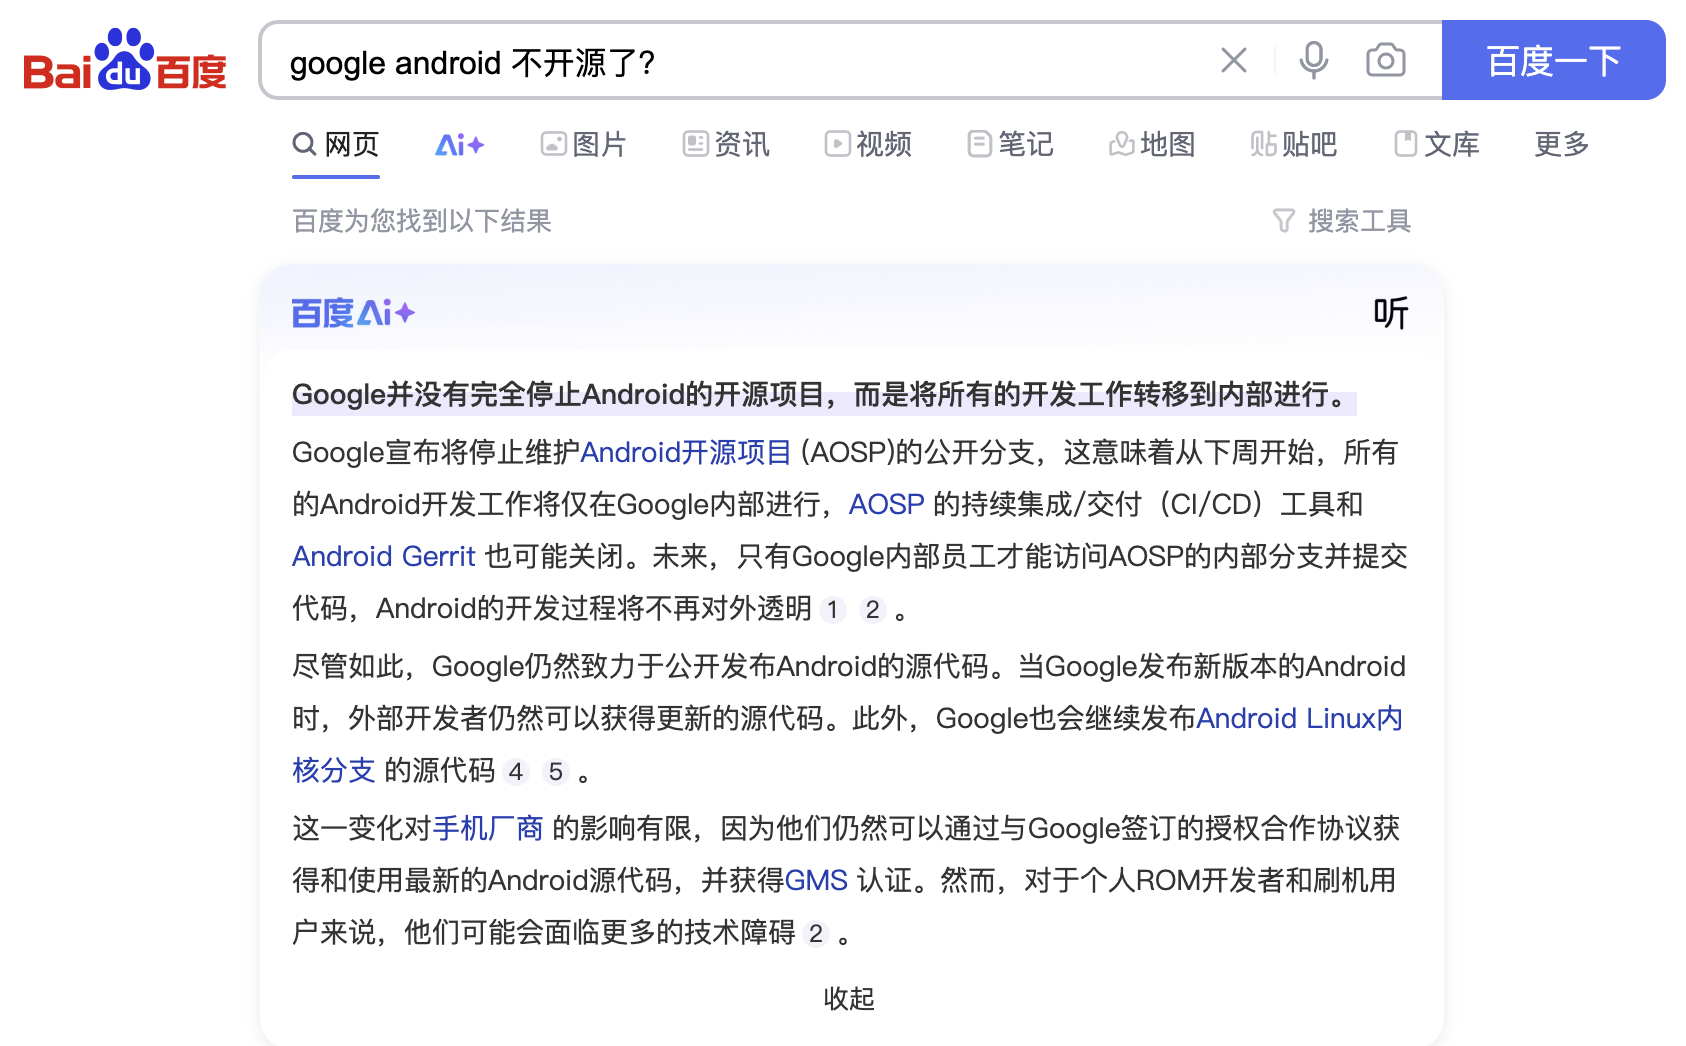 Bai du 百度
google android 不开源了?
百度一下
网页 Ai 图片 资讯 视频 笔记 地图 贴 贴吧 文库 更多
百度为您找到以下结果
搜索工具
百度Ai
听
Google并没有完全停止Android的开源项目，而是将所有的开发工作转移到内部进行。
Google宣布将停止维护Android开源项目 (AOSP)的公开分支，这意味着从下周开始，所有
的Android开发工作将仅在Google内部进行，AOSP 的持续集成/交付（CI/CD）工具和
Android Gerrit 也可能关闭。未来，只有Google内部员工才能访问AOSP的内部分支并提交
代码，Android的开发过程将不再对外透明 1 2 。
尽管如此，Google仍然致力于公开发布Android的源代码。当Google发布新版本的Android
时，外部开发者仍然可以获得更新的源代码。此外，Google也会继续发布Android Linux内
核分支 的源代码 4 5 。
这一变化对手机厂商 的影响有限，因为他们仍然可以通过与Google签订的授权合作协议获
得和使用最新的Android源代码，并获得GMS 认证。然而，对于个人ROM开发者和刷机用
户来说，他们可能会面临更多的技术障碍 2 。
收起